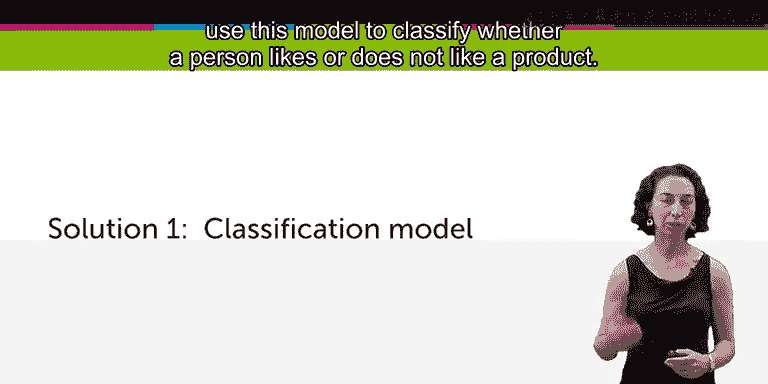 use this model to classify whether
a person likes or does not like a product.
Solution 1: Classification model